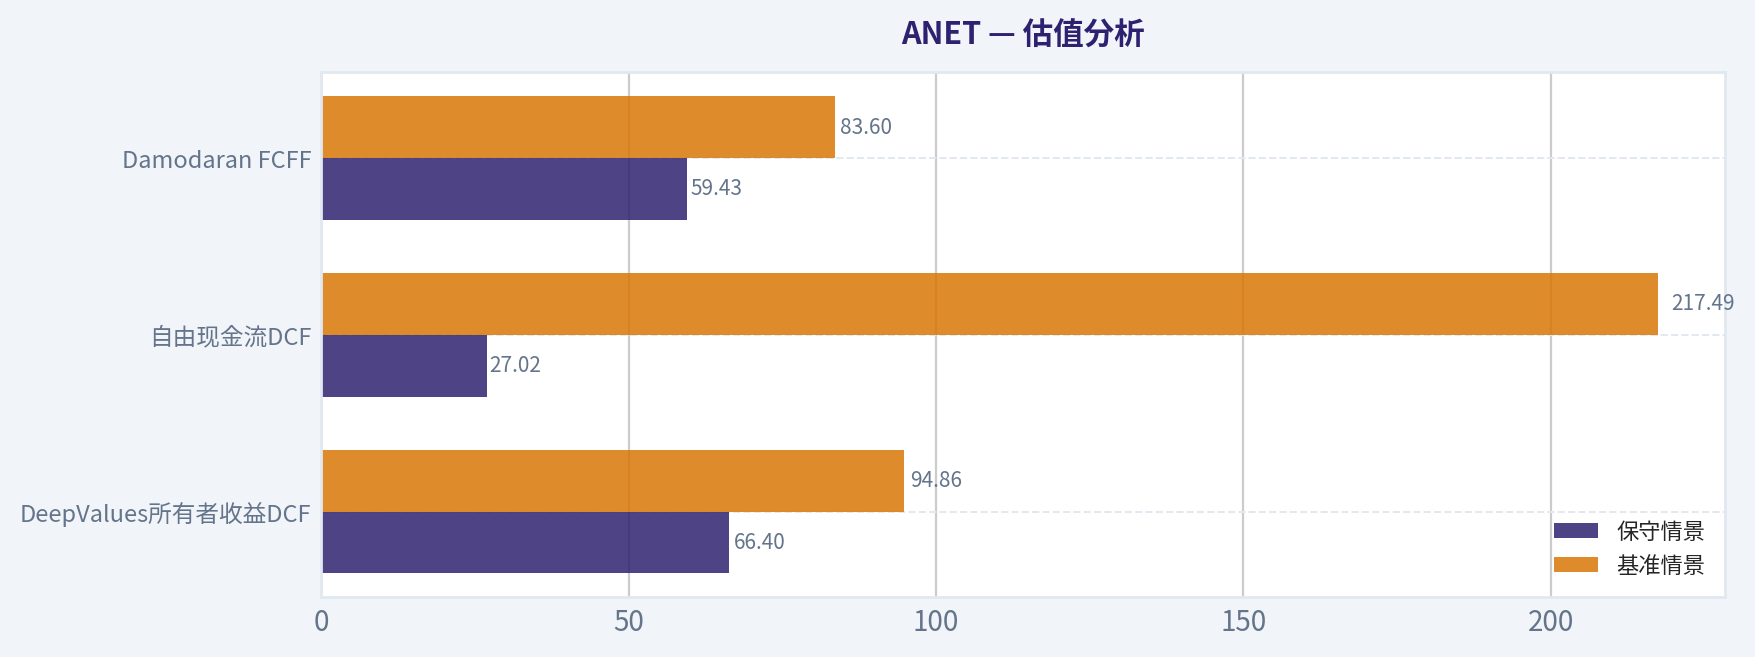 ANET — 估值分析
Damodaran FCFF
83.60
59.43
自由现金流DCF
217.49
27.02
DeepValues所有者收益DCF
94.86
66.40
保守情景
基准情景
0 50 100 150 200